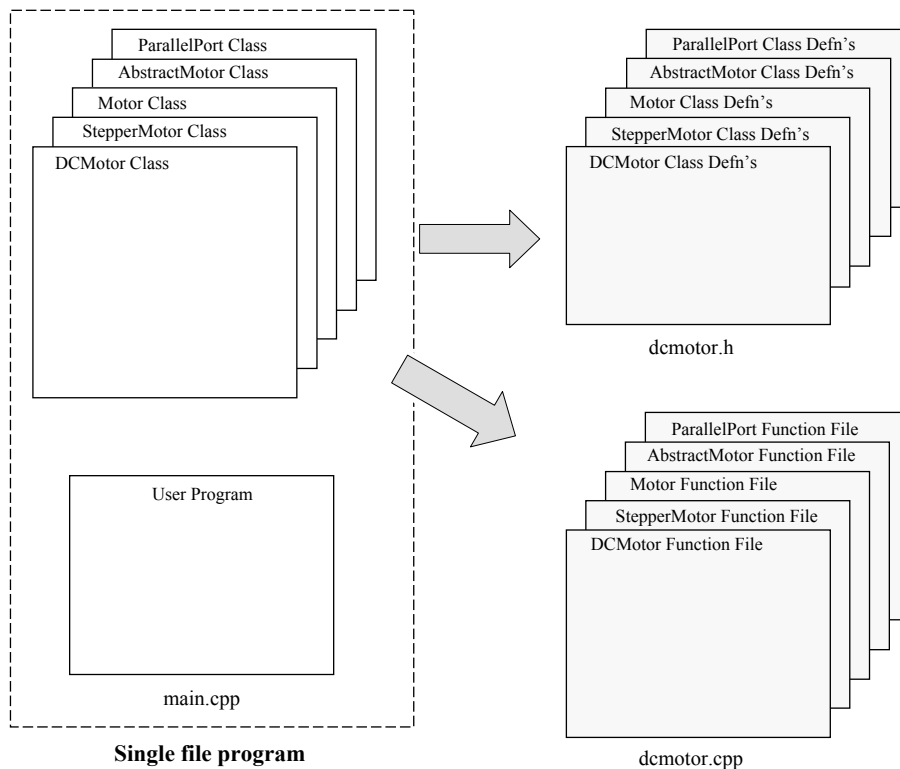 ParallelPort Class
AbstractMotor Class
Motor Class
StepperMotor Class
DCMotor Class
User Program
main.cpp
Single file program
ParallelPort Class Defn's
AbstractMotor Class Defn's
Motor Class Defn's
StepperMotor Class Defn's
DCMotor Class Defn's
dcmotor.h
ParallelPort Function File
AbstractMotor Function File
Motor Function File
StepperMotor Function File
DCMotor Function File
dcmotor.cpp